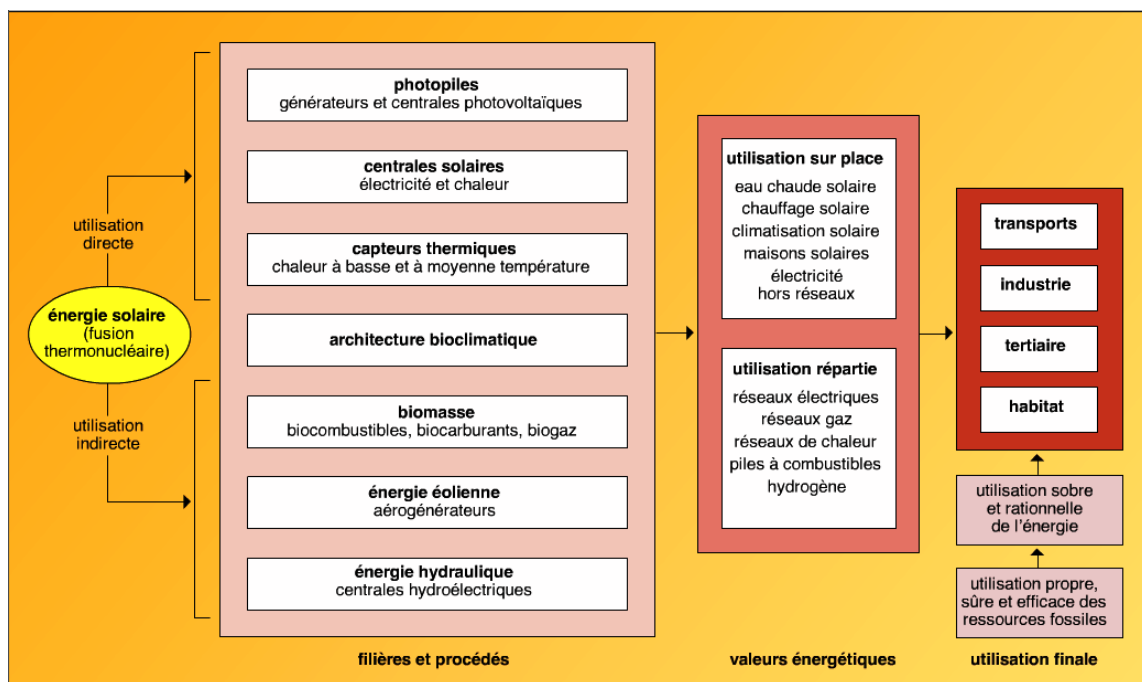 photopiles
générateurs et centrales photovoltaïques
centrales solaires
électricité et chaleur
capteurs thermiques
chaleur à basse et à moyenne température
architecture bioclimatique
biomasse
biocombustibles, biocarburants, biogaz
énergie éolienne
aérogénérateurs
énergie hydraulique
centrales hydroélectriques
utilisation
directe
énergie solaire
(fusion
thermonucléaire)
utilisation
indirecte
utilisation sur place
eau chaude solaire
chauffage solaire
climatisation solaire
maisons solaires
électricité
hors réseaux
utilisation répartie
réseaux électriques
réseaux gaz
réseaux de chaleur
piles à combustibles
hydrogène
transports
industrie
tertiaire
habitat
utilisation sobre
et rationnelle
de l'énergie
utilisation propre,
sûre et efficace des
ressources fossiles
filières et procédés
valeurs énergétiques
utilisation finale